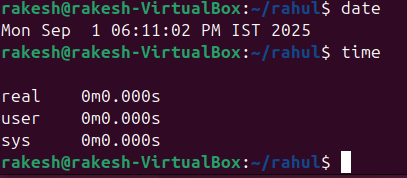 rakesh@rakesh-VirtualBox:~/rahul$ date
Mon Sep  1 06:11:02 PM IST 2025
rakesh@rakesh-VirtualBox:~/rahul$ time

real    0m0.000s
user    0m0.000s
sys     0m0.000s
rakesh@rakesh-VirtualBox:~/rahul$